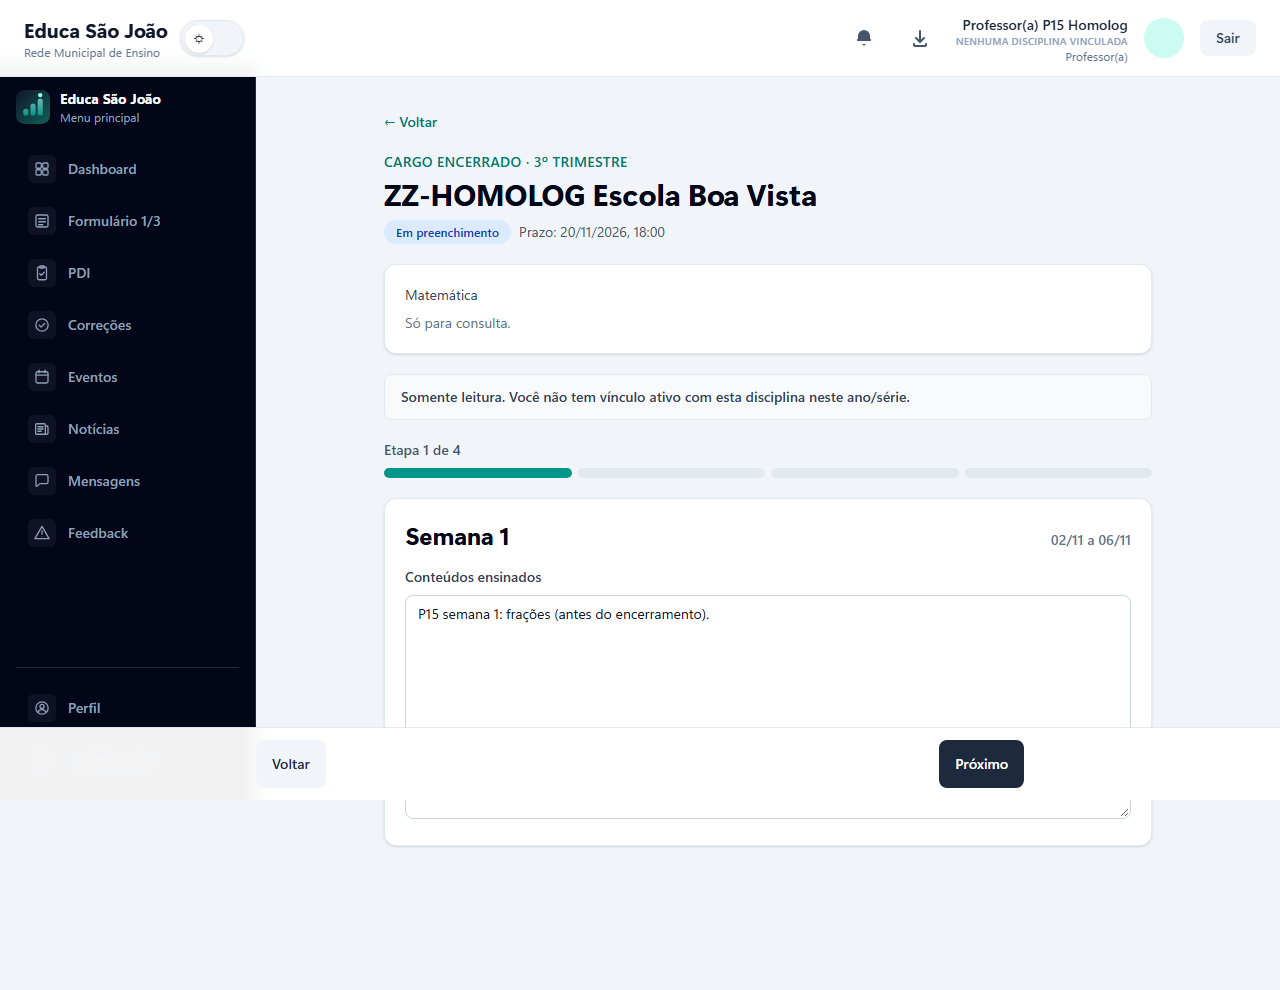 Educa São João
Rede Municipal de Ensino
Professor(a) P15 Homolog
NENHUMA DISCIPLINA VINCULADA
Professor(a)
Sair
Educa São João
Menu principal
Dashboard
Formulário 1/3
PDI
Correções
Eventos
Notícias
Mensagens
Feedback
Perfil
← Voltar
CARGO ENCERRADO · 3º TRIMESTRE
ZZ-HOMOLOG Escola Boa Vista
Em preenchimento
Prazo: 20/11/2026, 18:00
Matemática
Só para consulta.
Somente leitura. Você não tem vínculo ativo com esta disciplina neste ano/série.
Etapa 1 de 4
Semana 1
02/11 a 06/11
Conteúdos ensinados
P15 semana 1: frações (antes do encerramento).
Voltar
Próximo